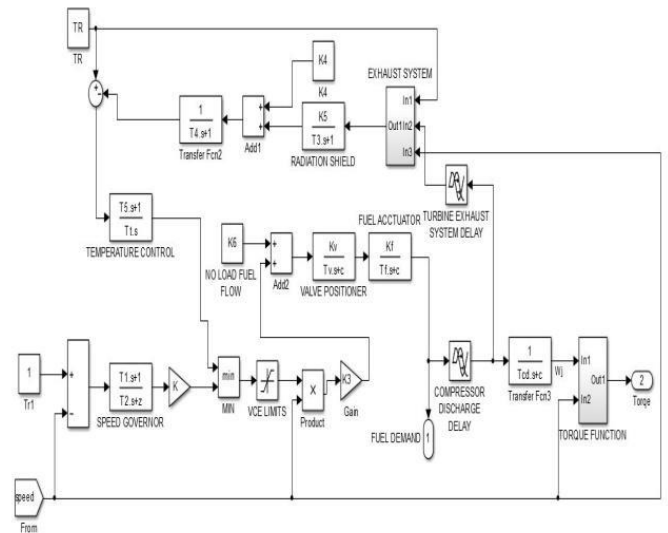 TR
TR
K4
K4
EXHAUST SYSTEM
In1
Out1 In2
In3
+
-
1
T4.s+1
Transfer Fcn2
+
+
Add1
K5
T3.s+1
RADIATION SHIELD
TURBINE EXHAUST
SYSTEM DELAY
T5.s+1
Tt.s
TEMPERATURE CONTROL
K6
NO LOAD FUEL
FLOW
+
+
Add2
Kv
Tv.s+c
VALVE POSITIONER
FUEL ACCTUATOR
Kf
Tf.s+c
1
Tr1
+
-
T1.s+1
T2.s+z
SPEED GOVERNOR
K
min
MIN
VCE LIMITS
X
Product
K3
Gain
COMPRESSOR
DISCHARGE
DELAY
FUEL DEMAND
1
1
Tcd.s+c
Transfer Fcn3
In1
Out1
In2
TORQUE FUNCTION
2
Torqe
speed
From